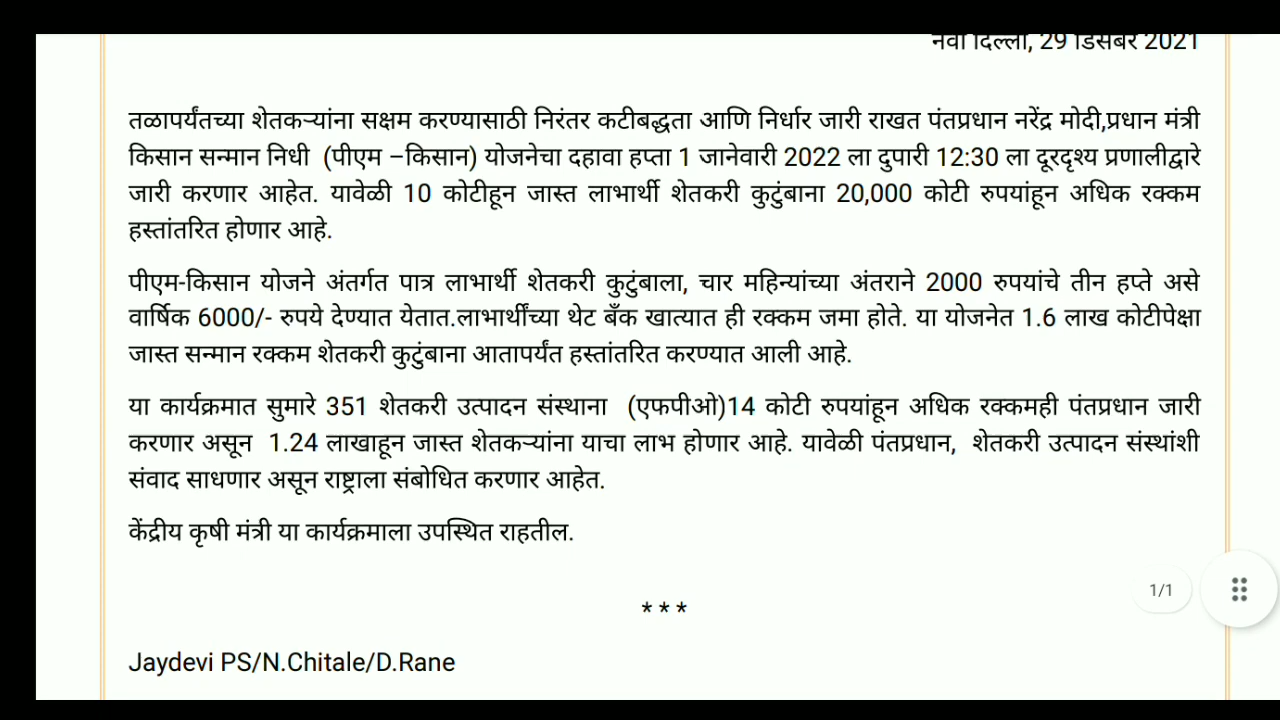 नवी दिल्ली, 29 डिसेंबर 2021
तळापर्यंतच्या शेतकऱ्यांना सक्षम करण्यासाठी निरंतर कटीबद्धता आणि निर्धार जारी राखत पंतप्रधान नरेंद्र मोदी,प्रधान मंत्री
किसान सन्मान निधी (पीएम –किसान) योजनेचा दहावा हप्ता 1 जानेवारी 2022 ला दुपारी 12:30 ला दूरदृश्य प्रणालीद्वारे
जारी करणार आहेत. यावेळी 10 कोटीहून जास्त लाभार्थी शेतकरी कुटुंबाना 20,000 कोटी रुपयांहून अधिक रक्कम
हस्तांतरित होणार आहे.
पीएम-किसान योजने अंतर्गत पात्र लाभार्थी शेतकरी कुटुंबाला, चार महिन्यांच्या अंतराने 2000 रुपयांचे तीन हप्ते असे
वार्षिक 6000/- रुपये देण्यात येतात.लाभार्थींच्या थेट बँक खात्यात ही रक्कम जमा होते. या योजनेत 1.6 लाख कोटीपेक्षा
जास्त सन्मान रक्कम शेतकरी कुटुंबाना आतापर्यंत हस्तांतरित करण्यात आली आहे.
या कार्यक्रमात सुमारे 351 शेतकरी उत्पादन संस्थाना (एफपीओ)14 कोटी रुपयांहून अधिक रक्कमही पंतप्रधान जारी
करणार असून 1.24 लाखाहून जास्त शेतकऱ्यांना याचा लाभ होणार आहे. यावेळी पंतप्रधान, शेतकरी उत्पादन संस्थांशी
संवाद साधणार असून राष्ट्राला संबोधित करणार आहेत.
केंद्रीय कृषी मंत्री या कार्यक्रमाला उपस्थित राहतील.
1/1
* * *
Jaydevi PS/N.Chitale/D.Rane